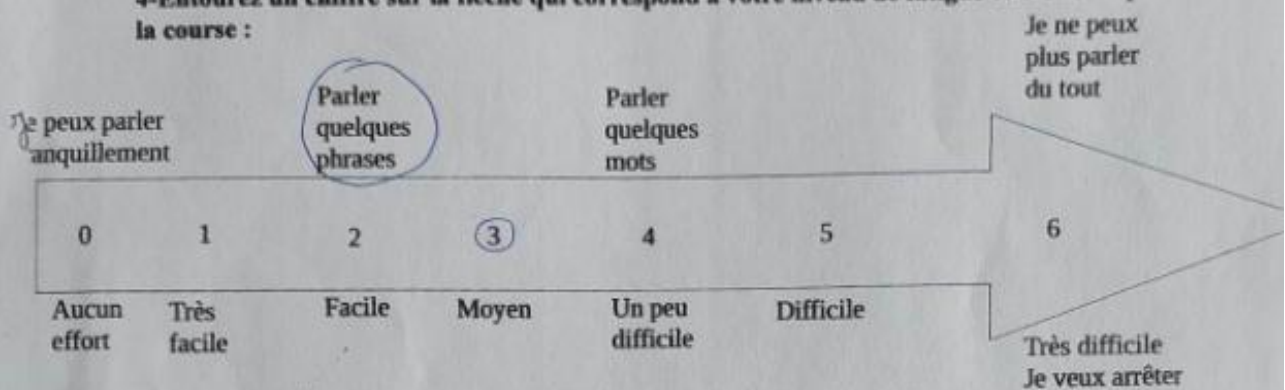 la course :
Je ne peux
plus parler
du tout
Parler
quelques
phrases
Parler
quelques
mots
Je peux parler
anquillement
0 1 2 3 4 5 6
Aucun
effort
Très
facile
Facile
Moyen
Un peu
difficile
Difficile
Très difficile
Je veux arrêter